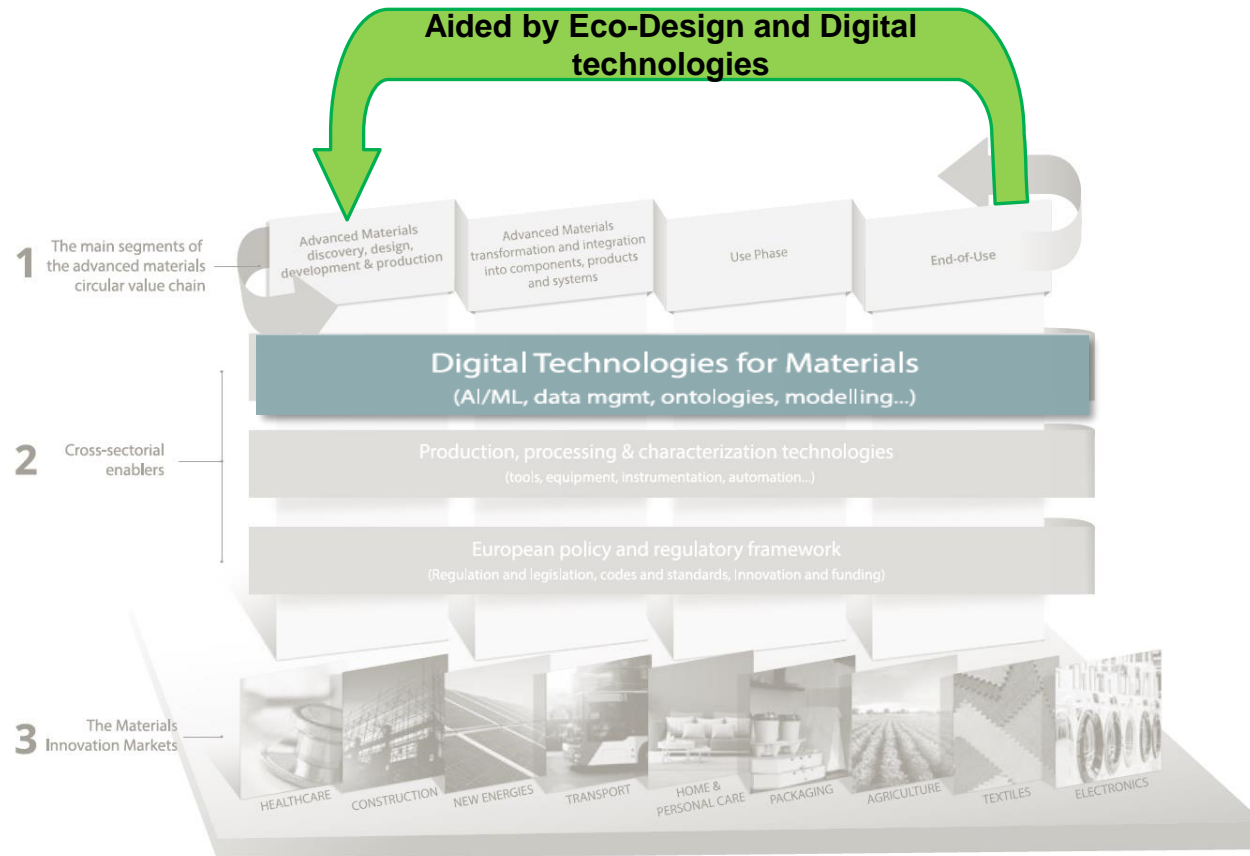 Aided by Eco-Design and Digital
technologies
1
The main segments of
the advanced materials
circular value chain
Advanced Materials
discovery, design,
development & production
Advanced Materials
transformation and integration
into components, products
and systems
Use Phase
End-of-Use
2
Cross-sectorial
enablers
Digital Technologies for Materials
(AI/ML, data mgmt, ontologies, modelling...)
Production, processing & characterization technologies
(tools, equipment, instrumentation, automation...)
European policy and regulatory framework
(Regulation and legislation, codes and standards, Innovation and funding)
3
The Materials
Innovation Markets
HEALTHCARE
CONSTRUCTION
NEW ENERGIES
TRANSPORT
HOME &
PERSONAL CARE
PACKAGING
AGRICULTURE
TEXTILES
ELECTRONICS